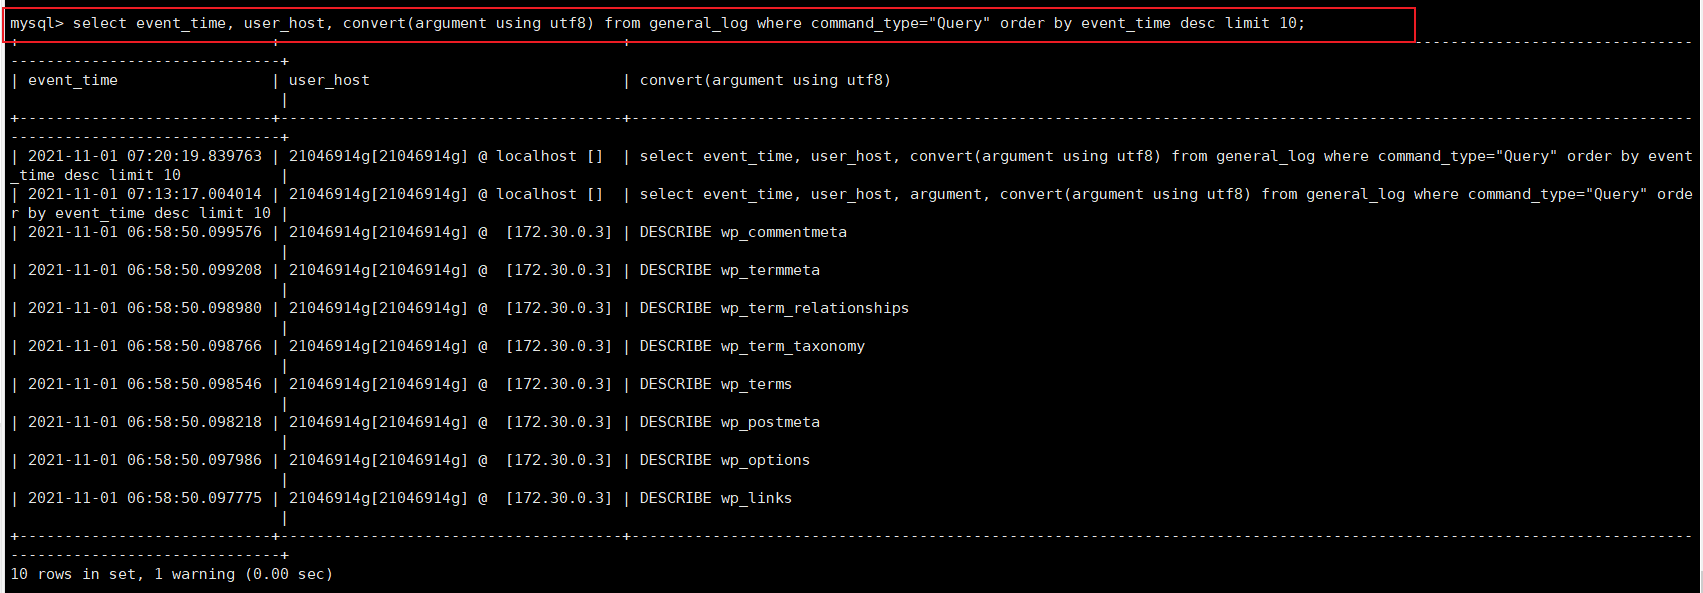 mysql> select event_time, user_host, convert(argument using utf8) from general_log where command_type="Query" order by event_time desc limit 10;
+----------------------------+-------------------------------------+----------------------------------------------------------------------------------------------------------------------
------------------------------+
| event_time                 | user_host                            | convert(argument using utf8)
                              |
+----------------------------+--------------------------------------+----------------------------------------------------------------------------------------------------------------------
------------------------------+
| 2021-11-01 07:20:19.839763 | 21046914g[21046914g] @ localhost []  | select event_time, user_host, convert(argument using utf8) from general_log where command_type="Query" order by event
_time desc limit 10           |
| 2021-11-01 07:13:17.004014 | 21046914g[21046914g] @ localhost []  | select event_time, user_host, argument, convert(argument using utf8) from general_log where command_type="Query" orde
r by event_time desc limit 10 |
| 2021-11-01 06:58:50.099576 | 21046914g[21046914g] @  [172.30.0.3] | DESCRIBE wp_commentmeta
                              |
| 2021-11-01 06:58:50.099208 | 21046914g[21046914g] @  [172.30.0.3] | DESCRIBE wp_termmeta
                              |
| 2021-11-01 06:58:50.098980 | 21046914g[21046914g] @  [172.30.0.3] | DESCRIBE wp_term_relationships
                              |
| 2021-11-01 06:58:50.098766 | 21046914g[21046914g] @  [172.30.0.3] | DESCRIBE wp_term_taxonomy
                              |
| 2021-11-01 06:58:50.098546 | 21046914g[21046914g] @  [172.30.0.3] | DESCRIBE wp_terms
                              |
| 2021-11-01 06:58:50.098218 | 21046914g[21046914g] @  [172.30.0.3] | DESCRIBE wp_postmeta
                              |
| 2021-11-01 06:58:50.097986 | 21046914g[21046914g] @  [172.30.0.3] | DESCRIBE wp_options
                              |
| 2021-11-01 06:58:50.097775 | 21046914g[21046914g] @  [172.30.0.3] | DESCRIBE wp_links
                              |
+----------------------------+--------------------------------------+----------------------------------------------------------------------------------------------------------------------
------------------------------+
10 rows in set, 1 warning (0.00 sec)